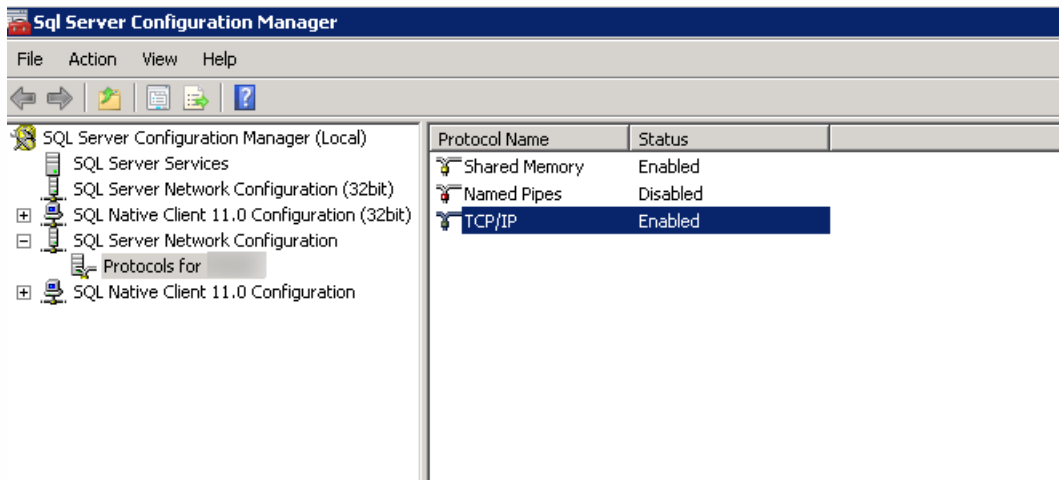 Sql Server Configuration Manager
File Action View Help
SQL Server Configuration Manager (Local)
SQL Server Services
SQL Server Network Configuration (32bit)
SQL Native Client 11.0 Configuration (32bit)
SQL Server Network Configuration
Protocols for
SQL Native Client 11.0 Configuration
Protocol Name Status
Shared Memory Enabled
Named Pipes Disabled
TCP/IP Enabled